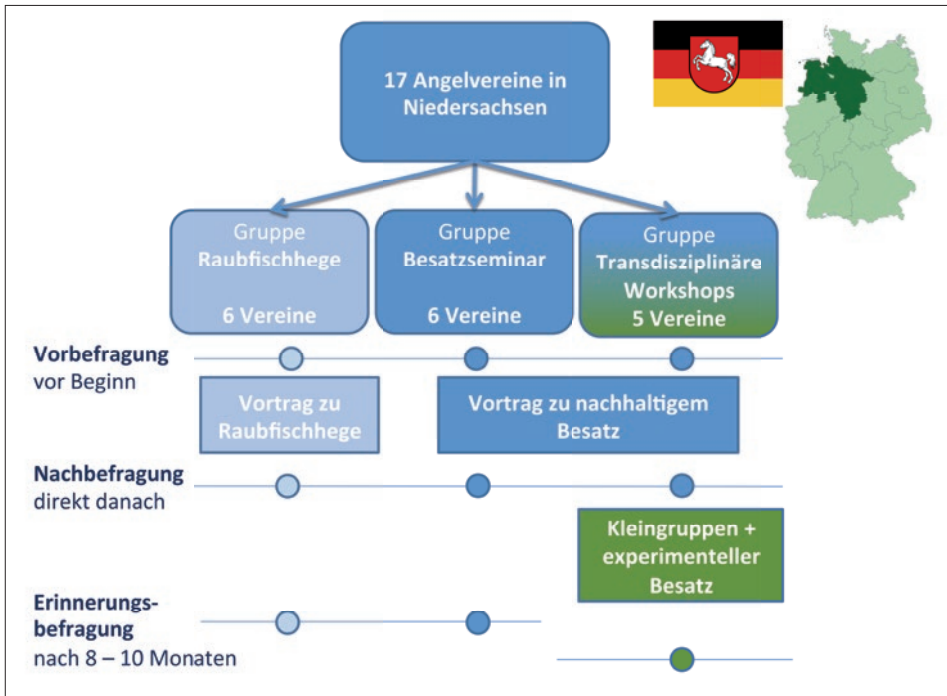 17 Angelvereine in
Niedersachsen
Gruppe
Raubfischhege
6 Vereine
Gruppe
Besatzseminar
6 Vereine
Gruppe
Transdisziplinäre
Workshops
5 Vereine
Vorbefragung
vor Beginn
Vortrag zu
Raubfischhege
Vortrag zu nachhaltigem
Besatz
Nachbefragung
direkt danach
Kleingruppen +
experimenteller
Besatz
Erinnerungs-
befragung
nach 8 – 10 Monaten